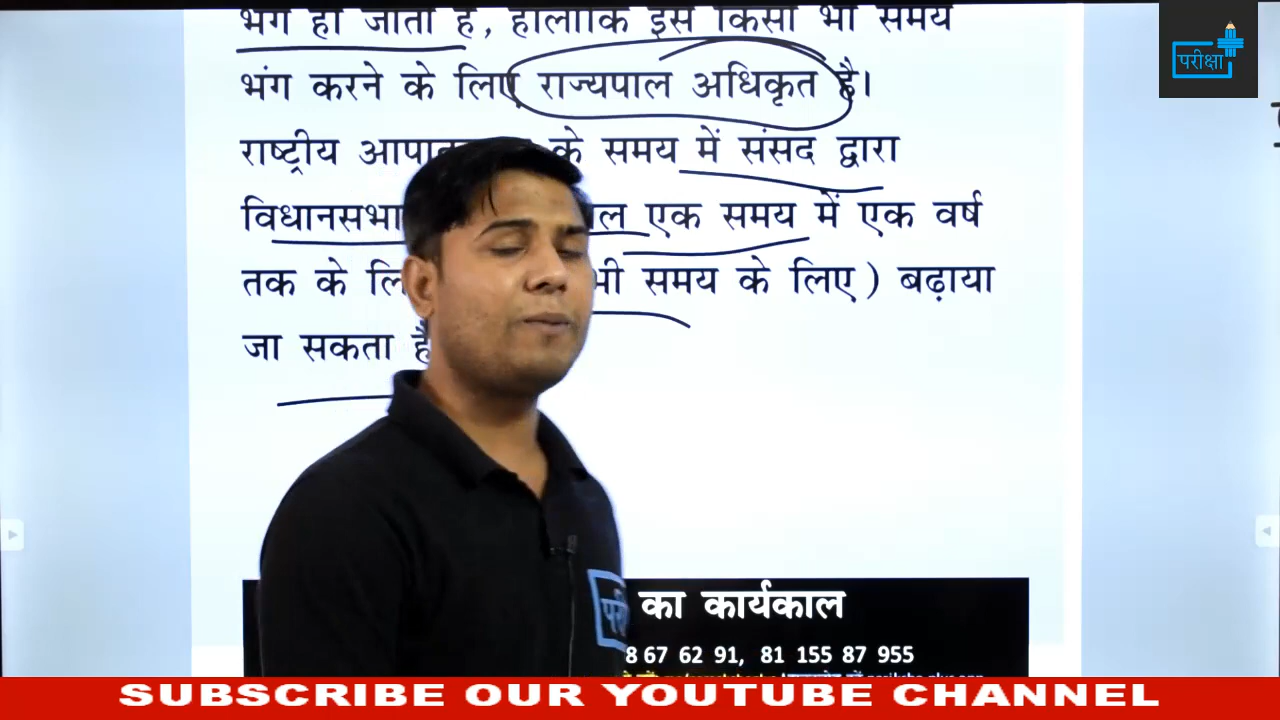 भंग हो जाता है, हालांकि इसे किसी भी समय
भंग करने के लिए राज्यपाल अधिकृत है।
राष्ट्रीय के समय में संसद द्वारा
विधानसभा एक समय में एक वर्ष
तक के भी समय के लिए) बढ़ाया
जा सकता है
का कार्यकाल
8 67 62 91, 81 155 87 955
परीक्षा
SUBSCRIBE OUR YOUTUBE CHANNEL